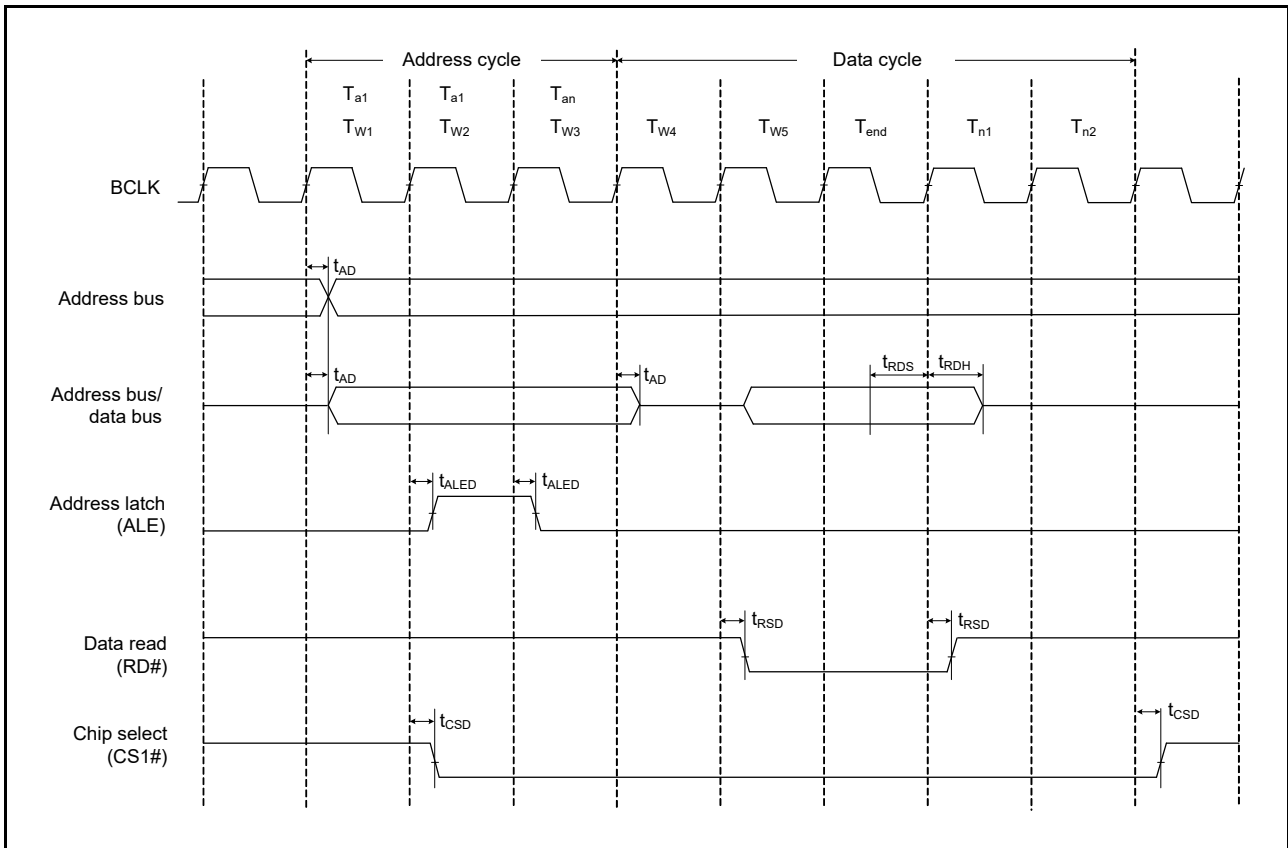 Address cycle Data cycle
Ta1 Ta1 Tan
TW1 TW2 TW3 TW4 TW5 Tend Tn1 Tn2
BCLK
tAD
Address bus
tRDS tRDH
tAD tAD
Address bus/
data bus
tALED tALED
Address latch
(ALE)
tRSD tRSD
Data read
(RD#)
tCSD tCSD
Chip select
(CS1#)